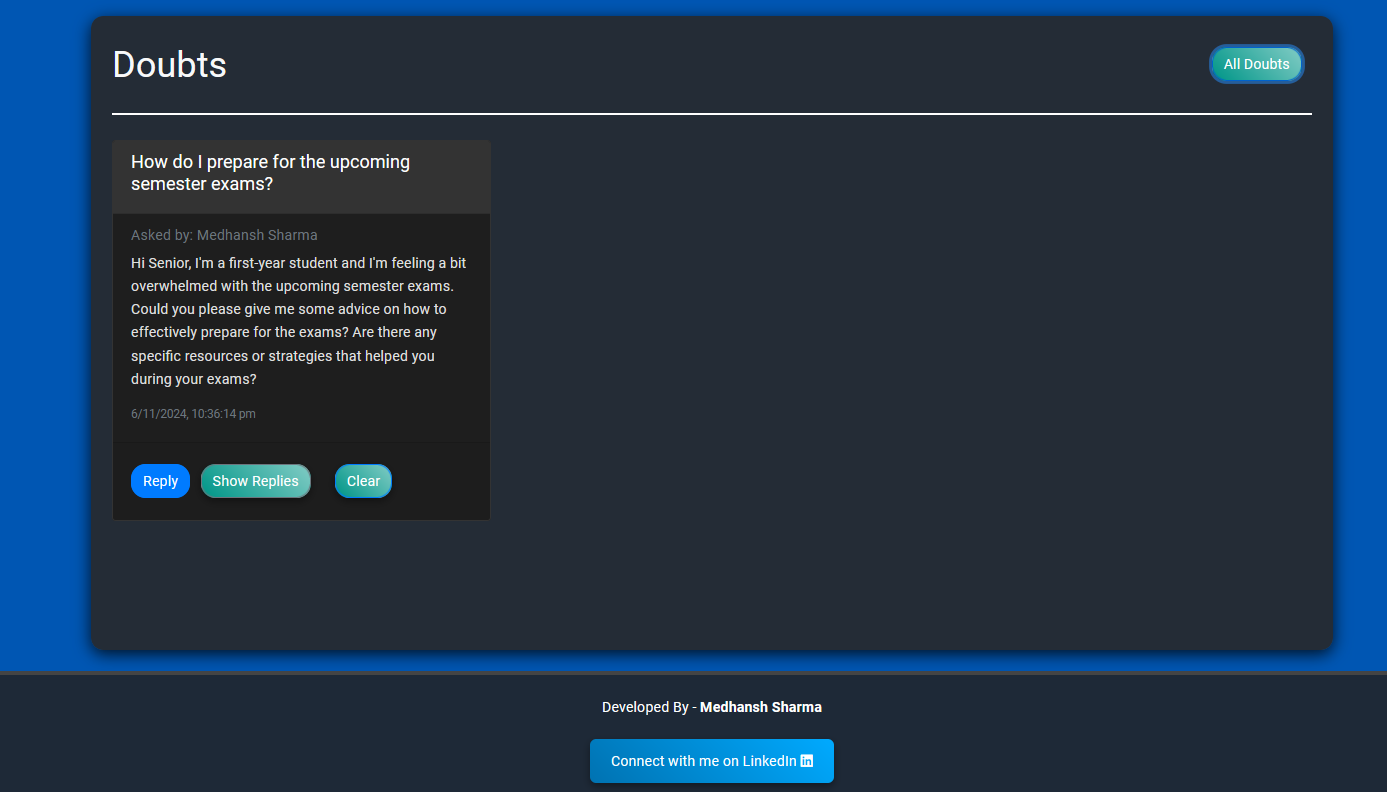 Doubts
All Doubts
How do I prepare for the upcoming
semester exams?
Asked by: Medhansh Sharma
Hi Senior, I'm a first-year student and I'm feeling a bit
overwhelmed with the upcoming semester exams.
Could you please give me some advice on how to
effectively prepare for the exams? Are there any
specific resources or strategies that helped you
during your exams?
6/11/2024, 10:36:14 pm
Reply
Show Replies
Clear
Developed By - Medhansh Sharma
Connect with me on LinkedIn in